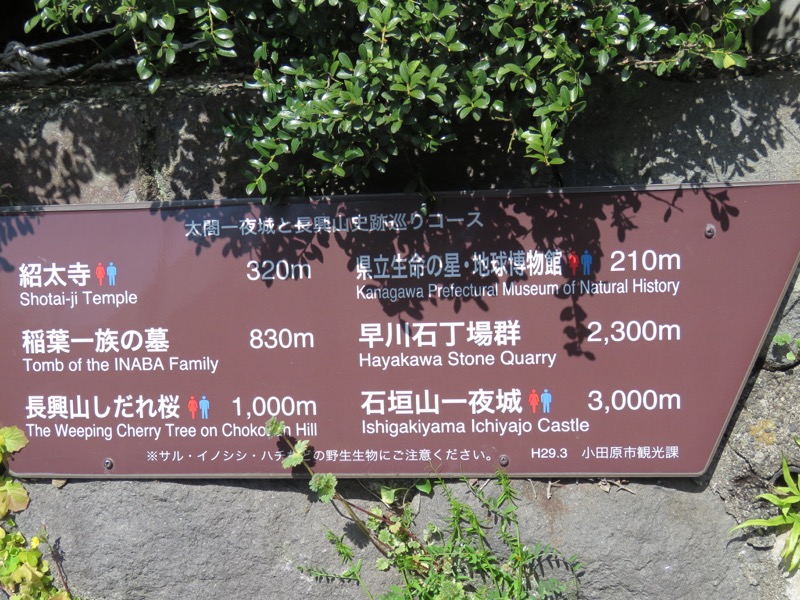 太閤一夜城と長興山史跡巡りコース
紹太寺 320m
Shotai-ji Temple
稲葉一族の墓 830m
Tomb of the INABA Family
長興山しだれ桜 1,000m
The Weeping Cherry Tree on Choko n Hill
県立生命の星・地球博物館 210m
Kanagawa Prefectural Museum of Natural History
早川石丁場群 2,300m
Hayakawa Stone Quarry
石垣山一夜城 3,000m
Ishigakiyama Ichiyajo Castle
※サル・イノシシ・ハチなどの野生生物にご注意ください。 H29.3 小田原市観光課